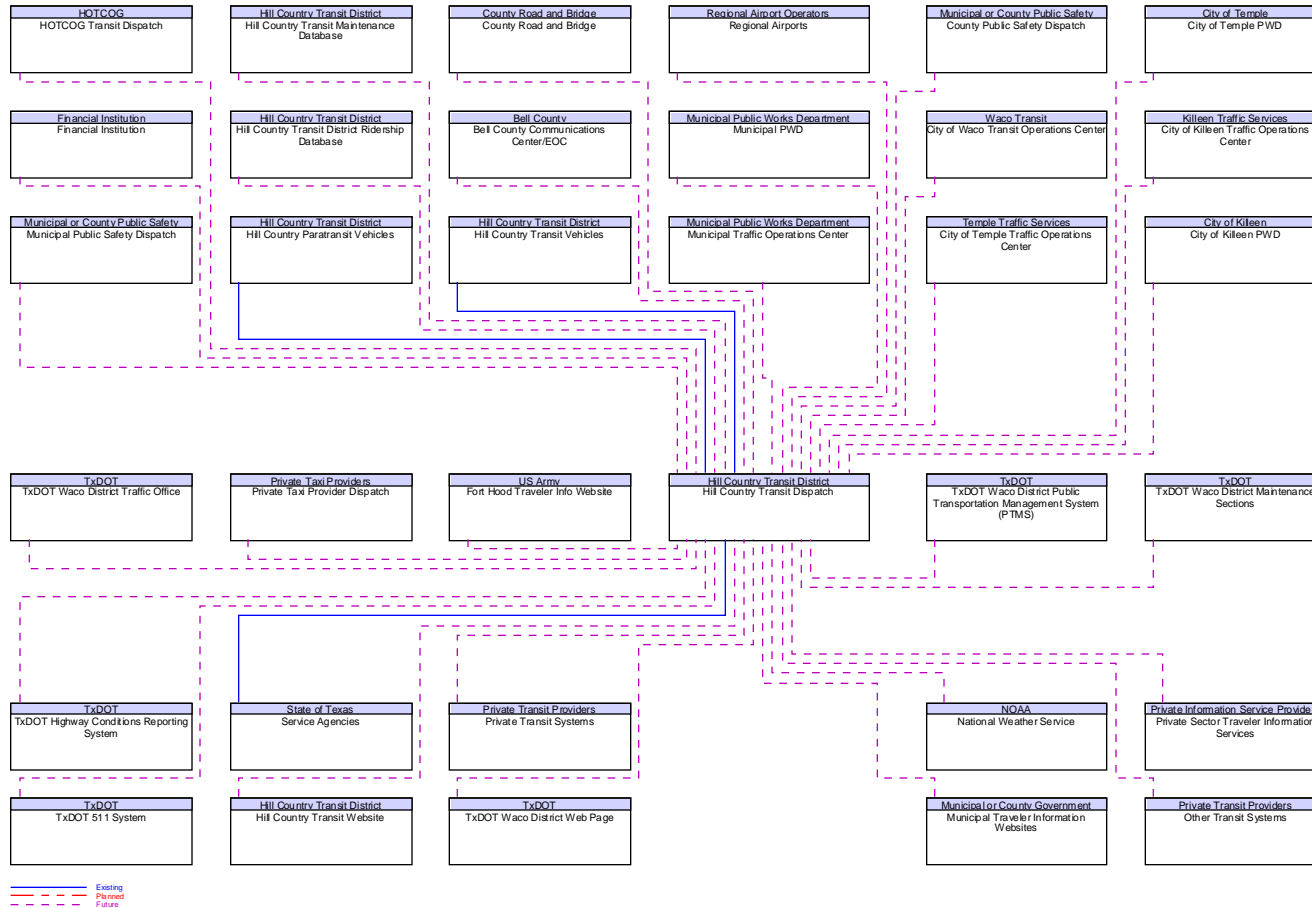 HOTCOG
HOTCOG Transit Dispatch
Hill Country Transit District
Hill Country Transit Maintenance
Database
County Road and Bridge
County Road and Bridge
Regional Airport Operators
Regional Airports
Municipal or County Public Safety
County Public Safety Dispatch
City of Temple
City of Temple PWD
Financial Institution
Financial Institution
Hill Country Transit District
Hill Country Transit District Ridership
Database
Bell County
Bell County Communications
Center/EOC
Municipal Public Works Department
Municipal PWD
Waco Transit
City of Waco Transit Operations Center
Killeen Traffic Services
City of Killeen Traffic Operations
Center
Municipal or County Public Safety
Municipal Public Safety Dispatch
Hill Country Transit District
Hill Country Paratransit Vehicles
Hill Country Transit District
Hill Country Transit Vehicles
Municipal Public Works Department
Municipal Traffic Operations Center
Temple Traffic Services
City of Temple Traffic Operations
Center
City of Killeen
City of Killeen PWD
TxDOT
TxDOT Waco District Traffic Office
Private Taxi Providers
Private Taxi Provider Dispatch
US Army
Fort Hood Traveler Info Website
Hill Country Transit District
Hill Country Transit Dispatch
TxDOT
TxDOT Waco District Public
Transportation Management System
(PTMS)
TxDOT
TxDOT Waco District Maintenance
Sections
TxDOT
TxDOT Highway Conditions Reporting
System
State of Texas
Service Agencies
Private Transit Providers
Private Transit Systems
NOAA
National Weather Service
Private Information Service Provide
Private Sector Traveler Information
Services
TxDOT
TxDOT 511 System
Hill Country Transit District
Hill Country Transit Website
TxDOT
TxDOT Waco District Web Page
Municipal or County Government
Municipal Traveler Information
Websites
Private Transit Providers
Other Transit Systems
Existing
Planned
Future